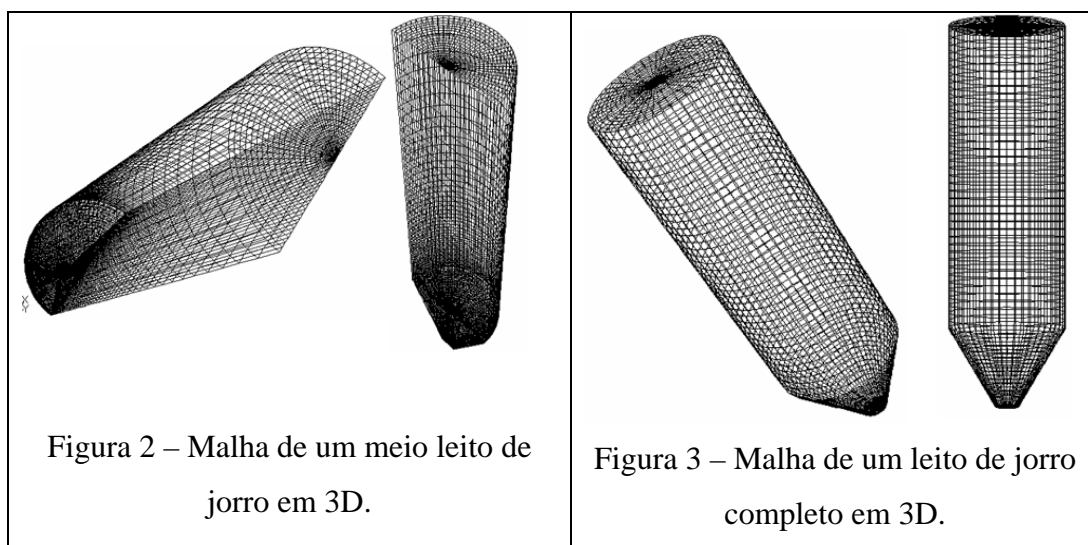 Figura 2 – Malha de um meio leito de
jorro em 3D.
Figura 3 – Malha de um leito de jorro
completo em 3D.